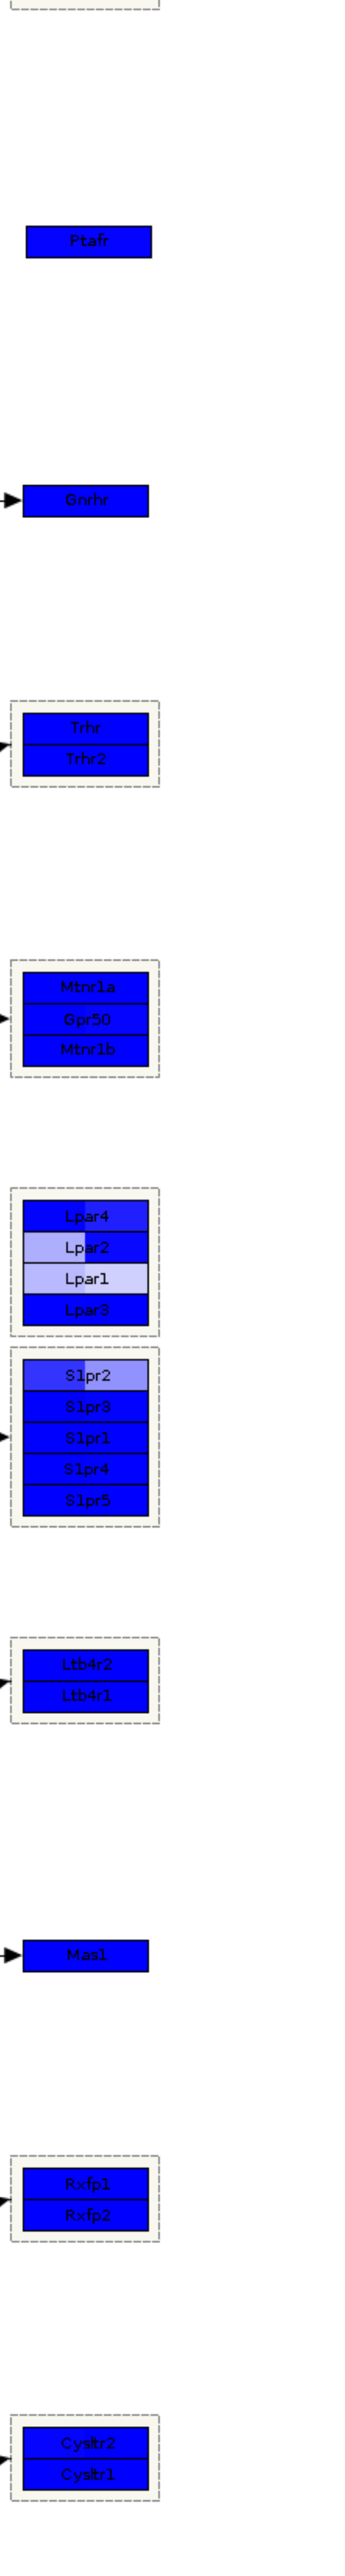 Ptafr
Gnrhr
Trhr
Trhr2
Mtnr1a
Gpr50
Mtnr1b
Lpar4
Lpar2
Lpar1
Lpar3
S1pr2
S1pr3
S1pr1
S1pr4
S1pr5
Ltb4r2
Ltb4r1
Mas1
Rxfp1
Rxfp2
Cysltr2
Cysltr1